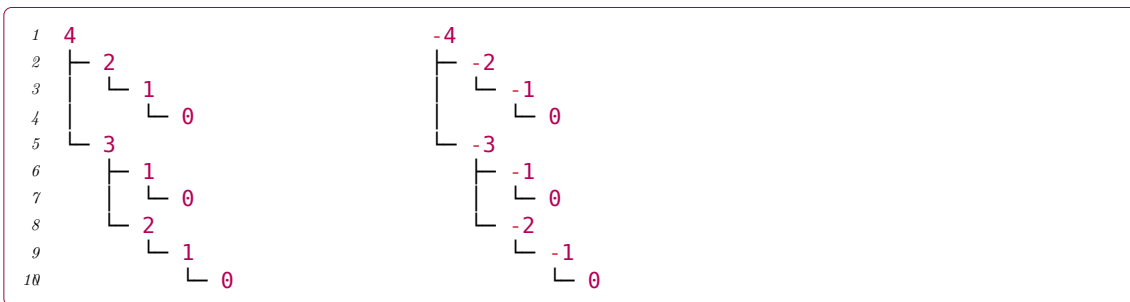 1 4 -4
2 ├─ 2 ├─ -2
3 │ └─ 1 │ └─ -1
4 │ └─ 0 │ └─ 0
5 └─ 3 └─ -3
6 ├─ 1 ├─ -1
7 │ └─ 0 │ └─ 0
8 └─ 2 └─ -2
9 └─ 1 └─ -1
10 └─ 0 └─ 0